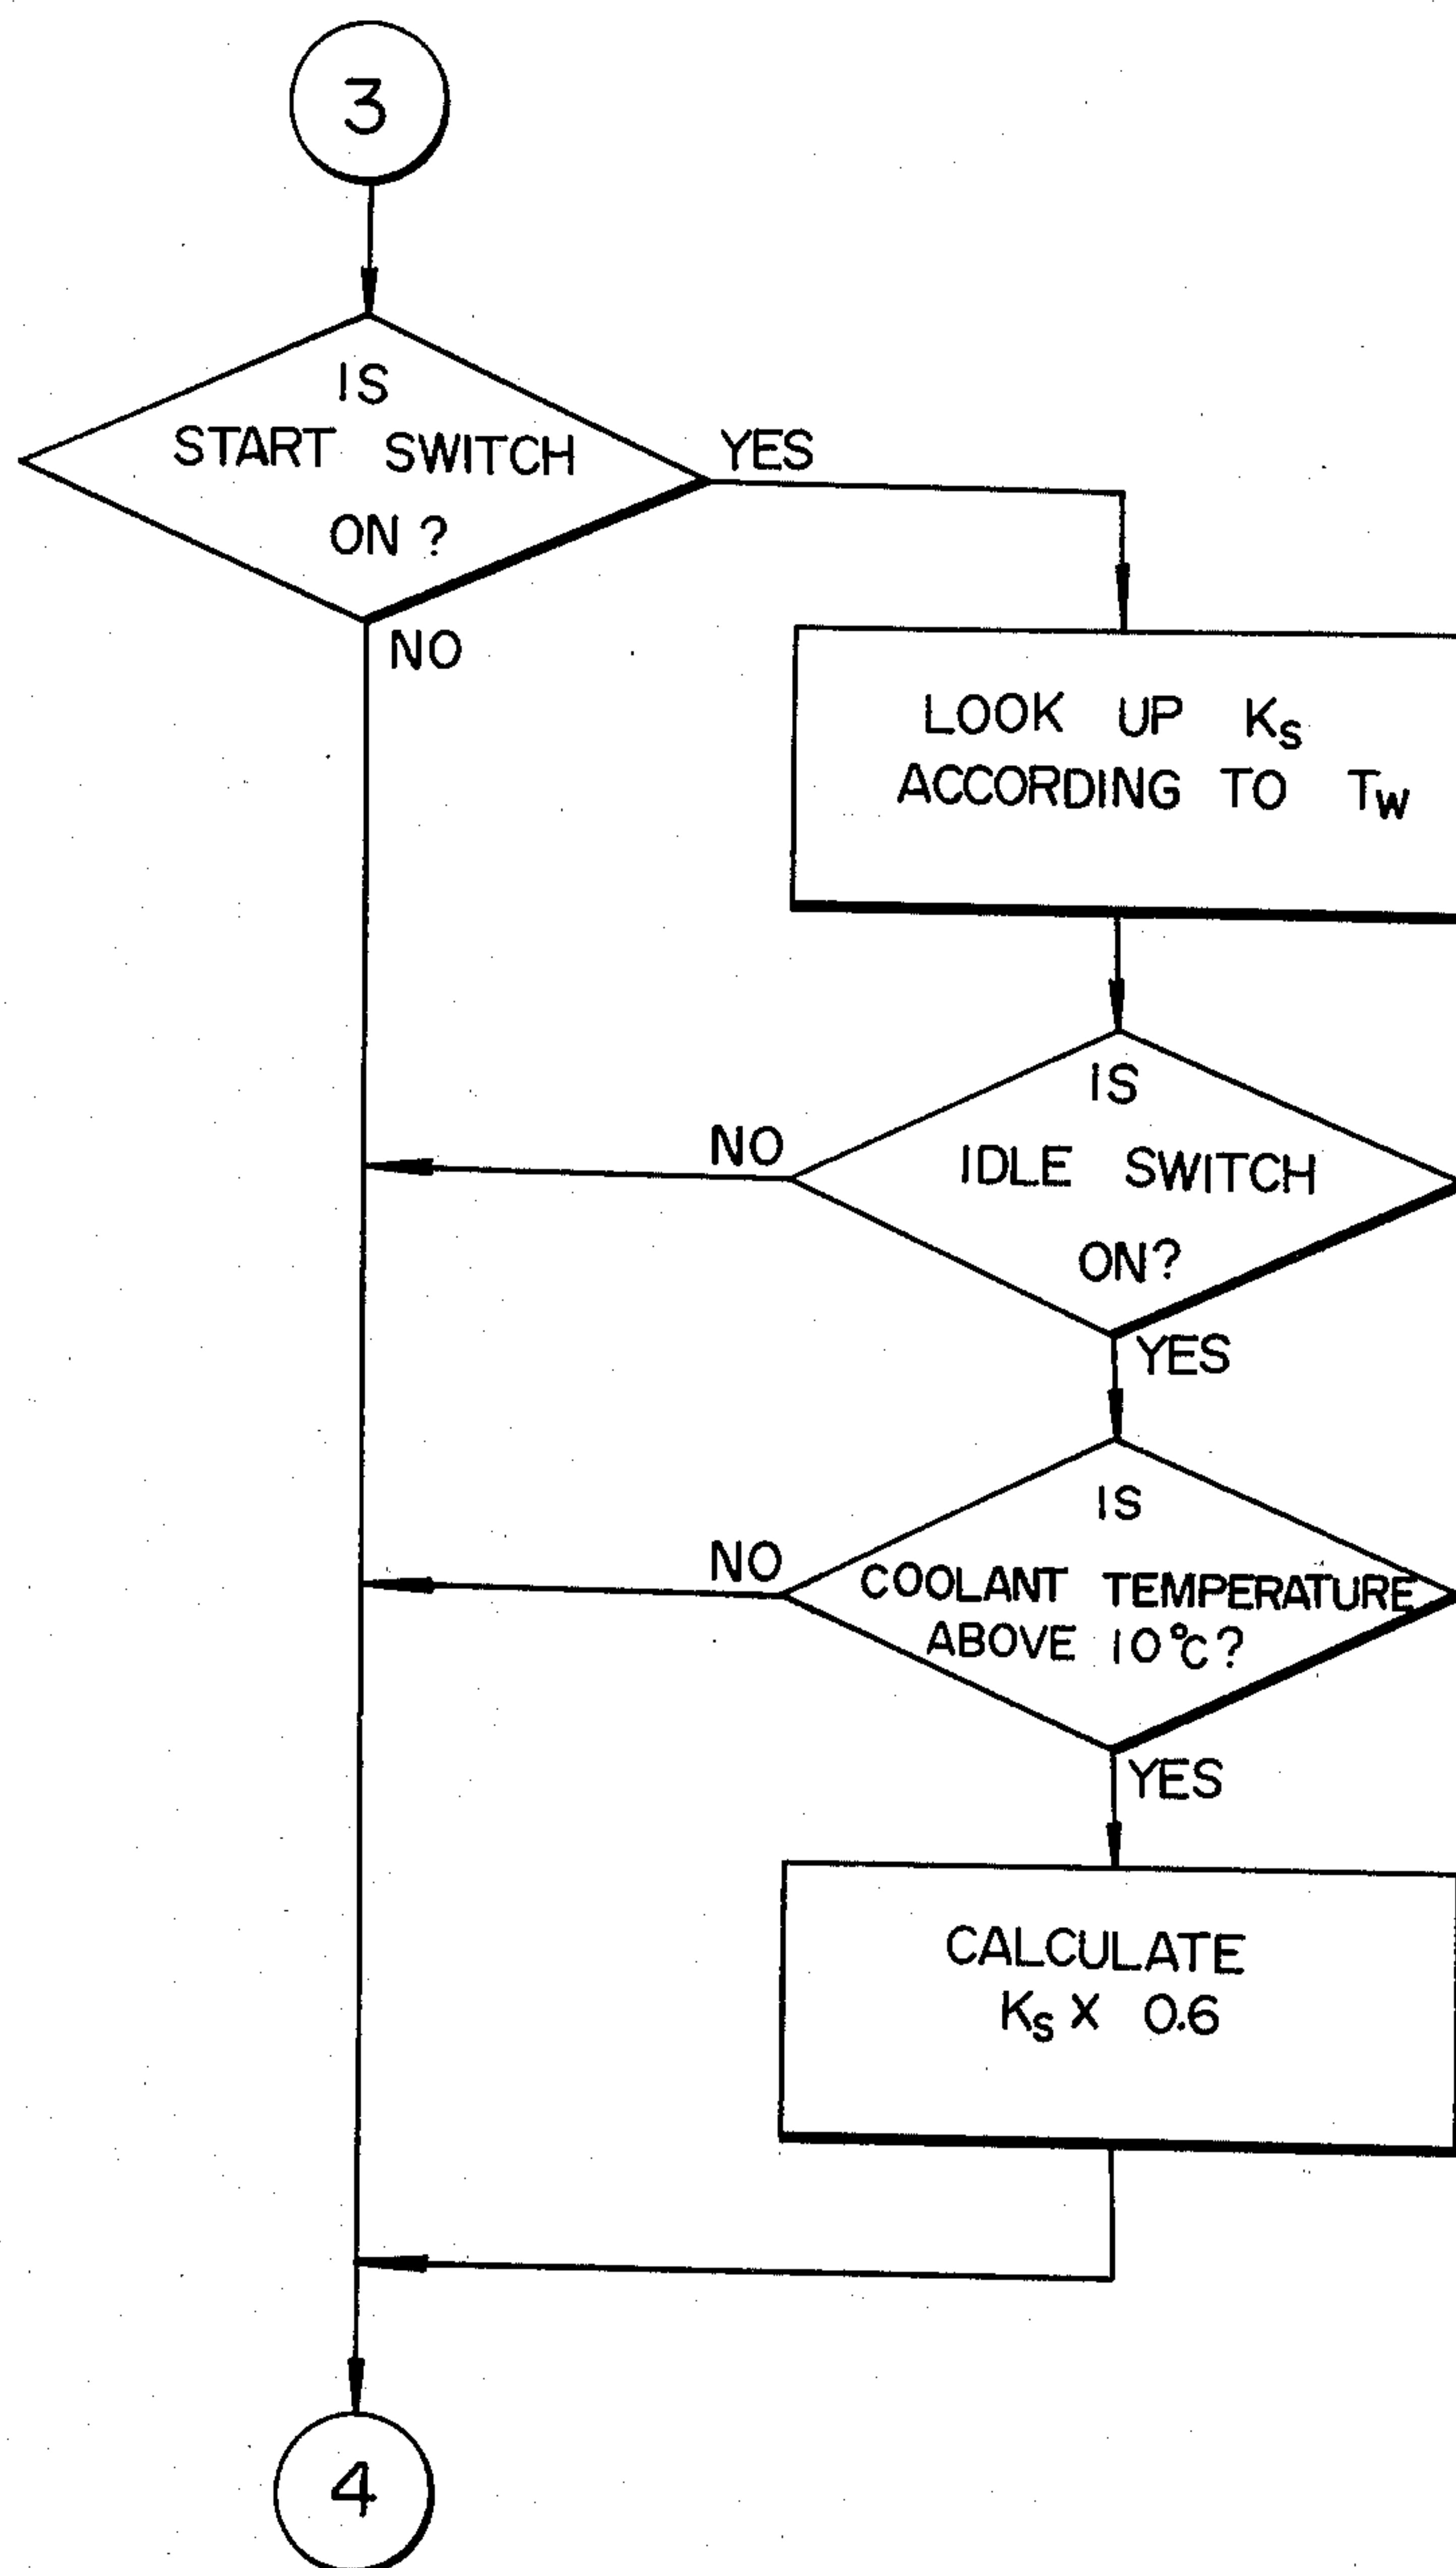 3
IS
START SWITCH
ON ?
YES
NO
LOOK UP Ks
ACCORDING TO Tw
IS
IDLE SWITCH
ON?
NO
YES
IS
COOLANT TEMPERATURE
ABOVE 10°C?
NO
YES
CALCULATE
Ks X 0.6
4